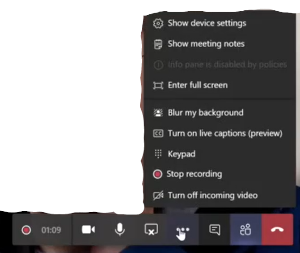 Show device settings
Show meeting notes
Info pane is disabled by policies
Enter full screen
Blur my background
CC Turn on live captions (preview)
Keypad
Stop recording
Turn off incoming video
01:09